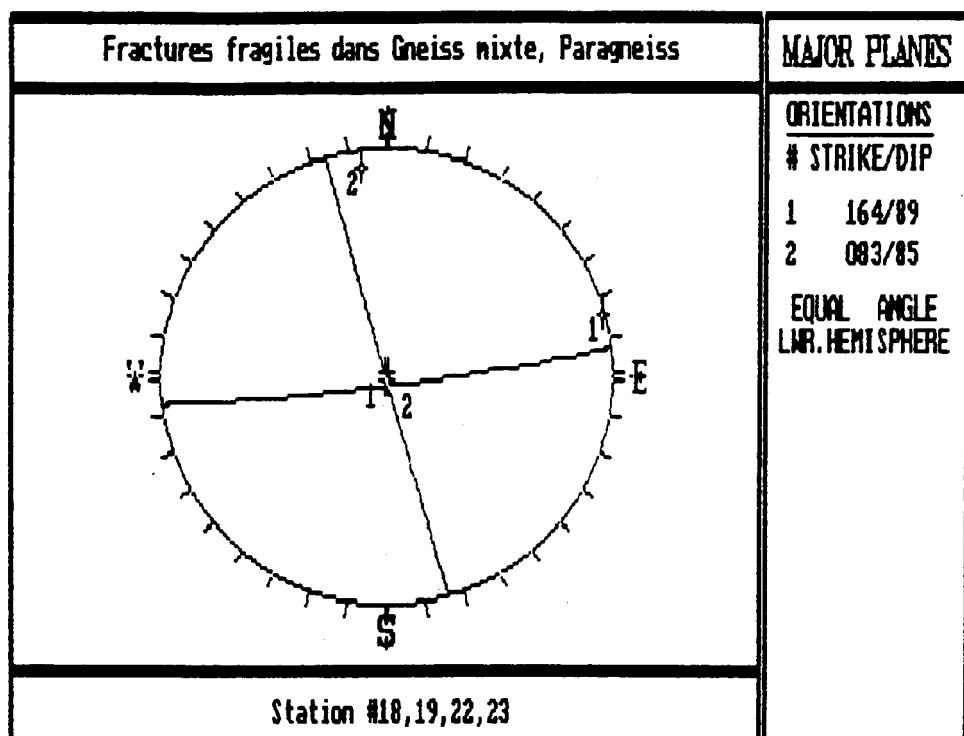 Fractures fragiles dans Gneiss mixte, Paragneiss
N
2
1
W
E
1
2
S
Station #18,19,22,23
MAJOR PLANES
ORIENTATIONS
# STRIKE/DIP
1 164/89
2 083/85
EQUAL ANGLE
LWR.HEMISPHERE